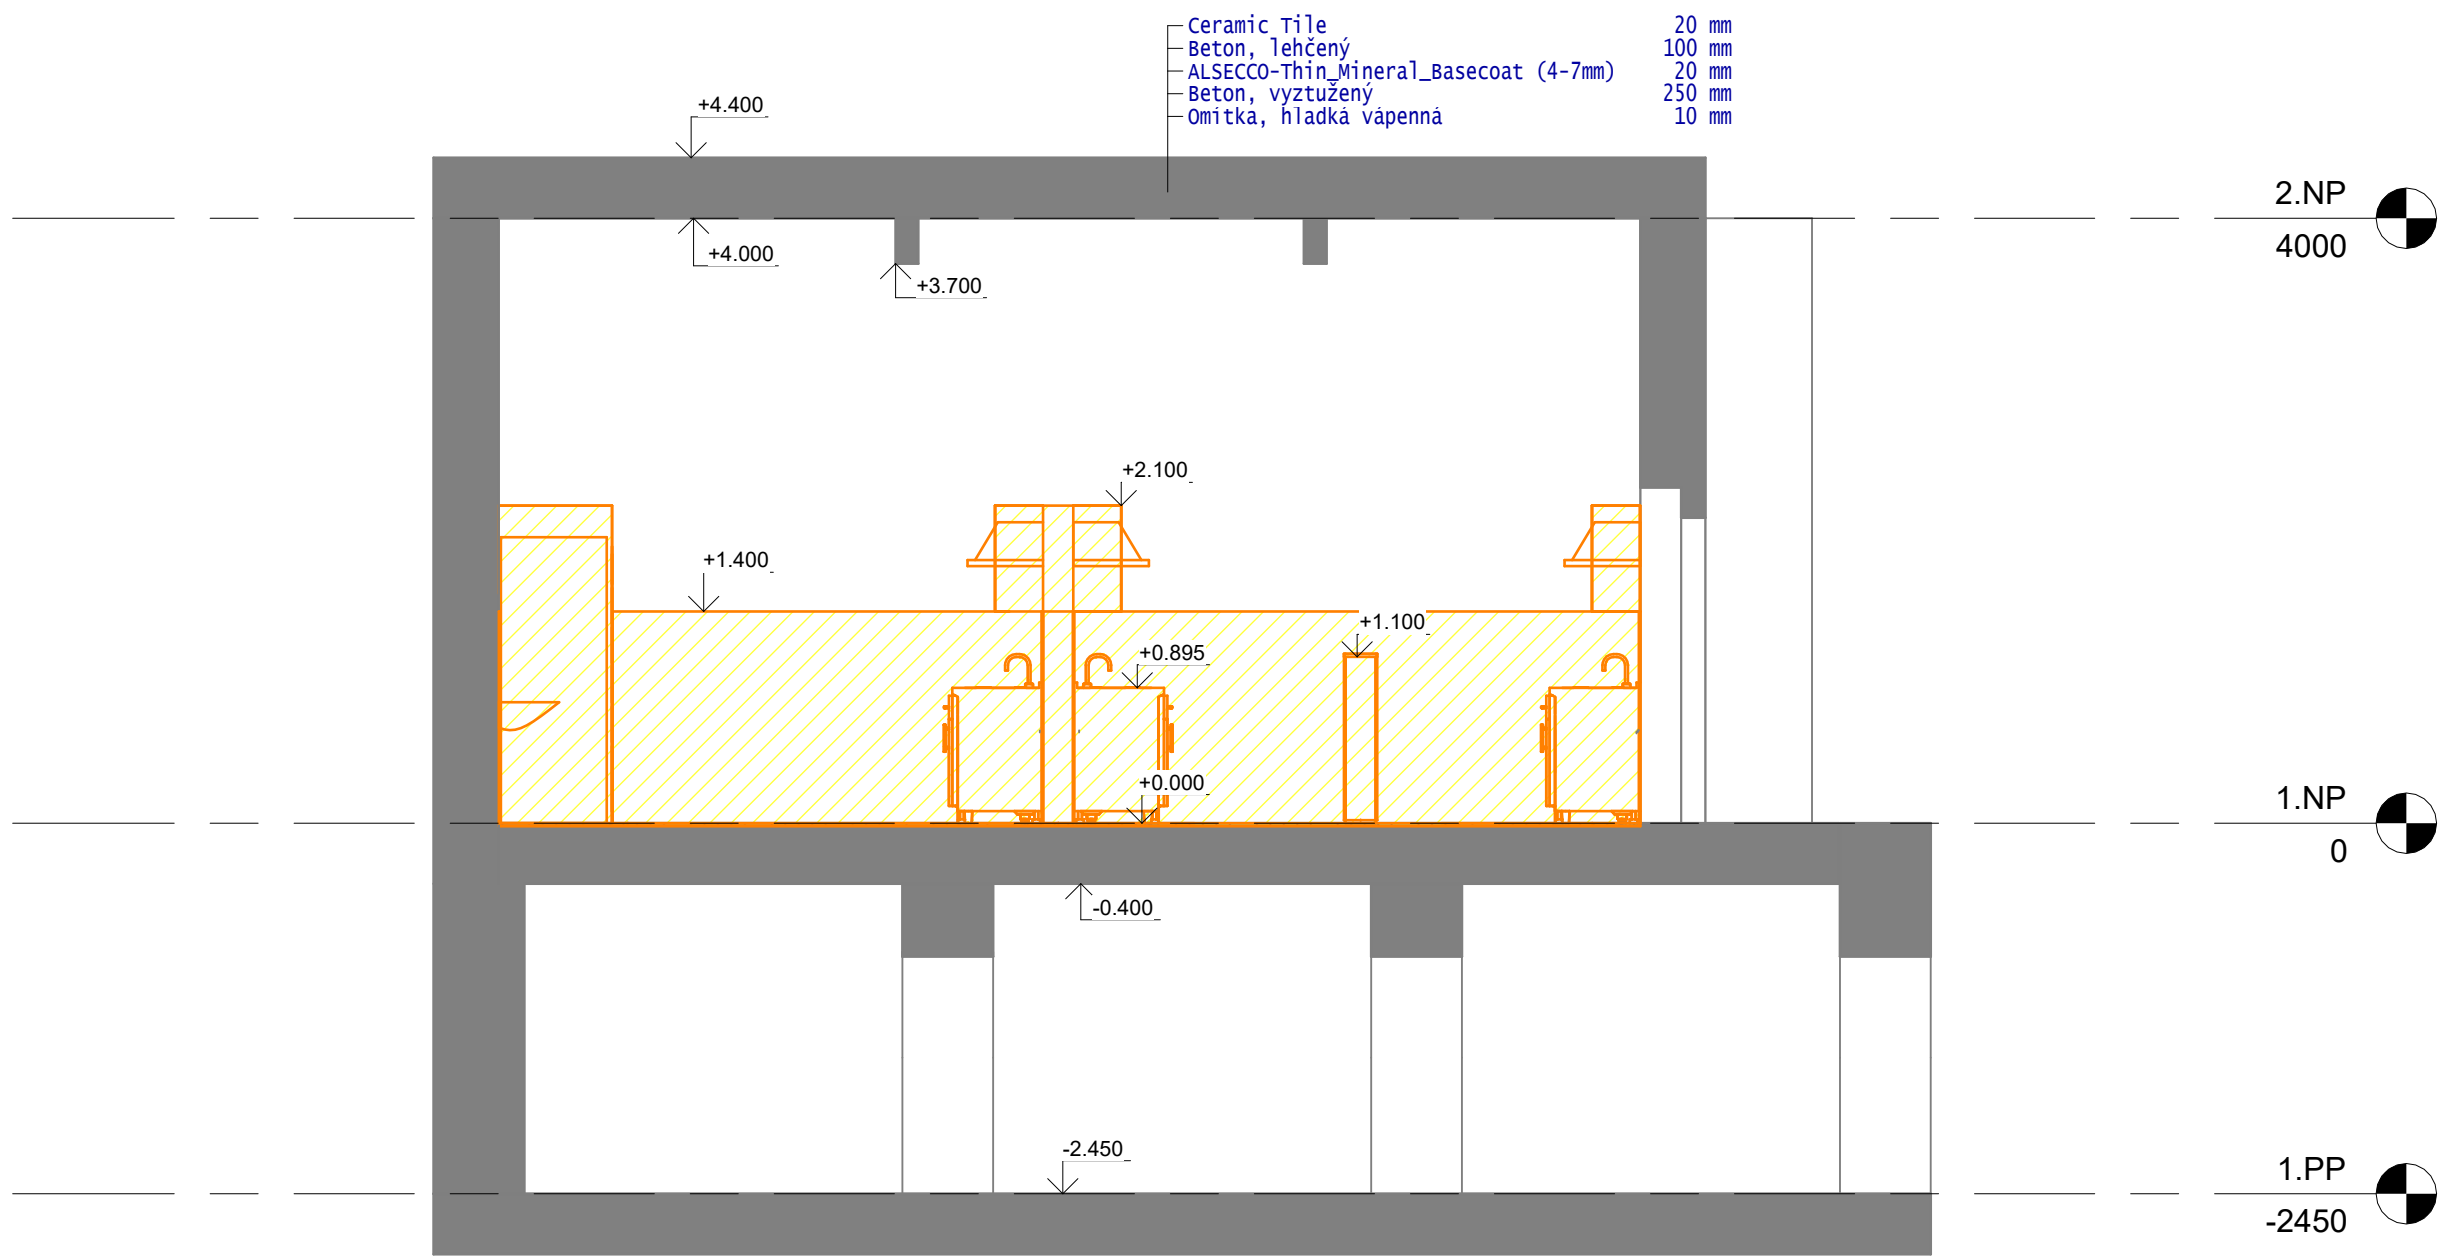 Ceramic Tile 20 mm
Beton, lehčený 100 mm
ALSECCO-Thin_Mineral_Basecoat (4-7mm) 20 mm
Beton, vyztužený 250 mm
Omítka, hladká vápenná 10 mm
+4.400
2.NP
4000
+4.000
+3.700
+2.100
+1.400
+1.100
+0.895
+0.000
1.NP
0
-0.400
-2.450
1.PP
-2450